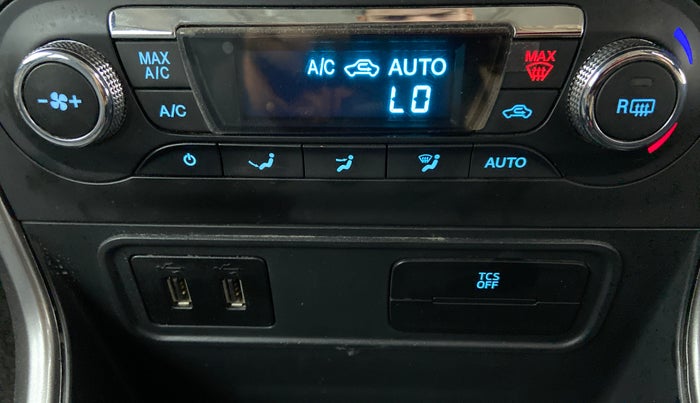 MAX
A/C
A/C AUTO
LO
MAX
- +
A/C
R
AUTO
TCS
OFF